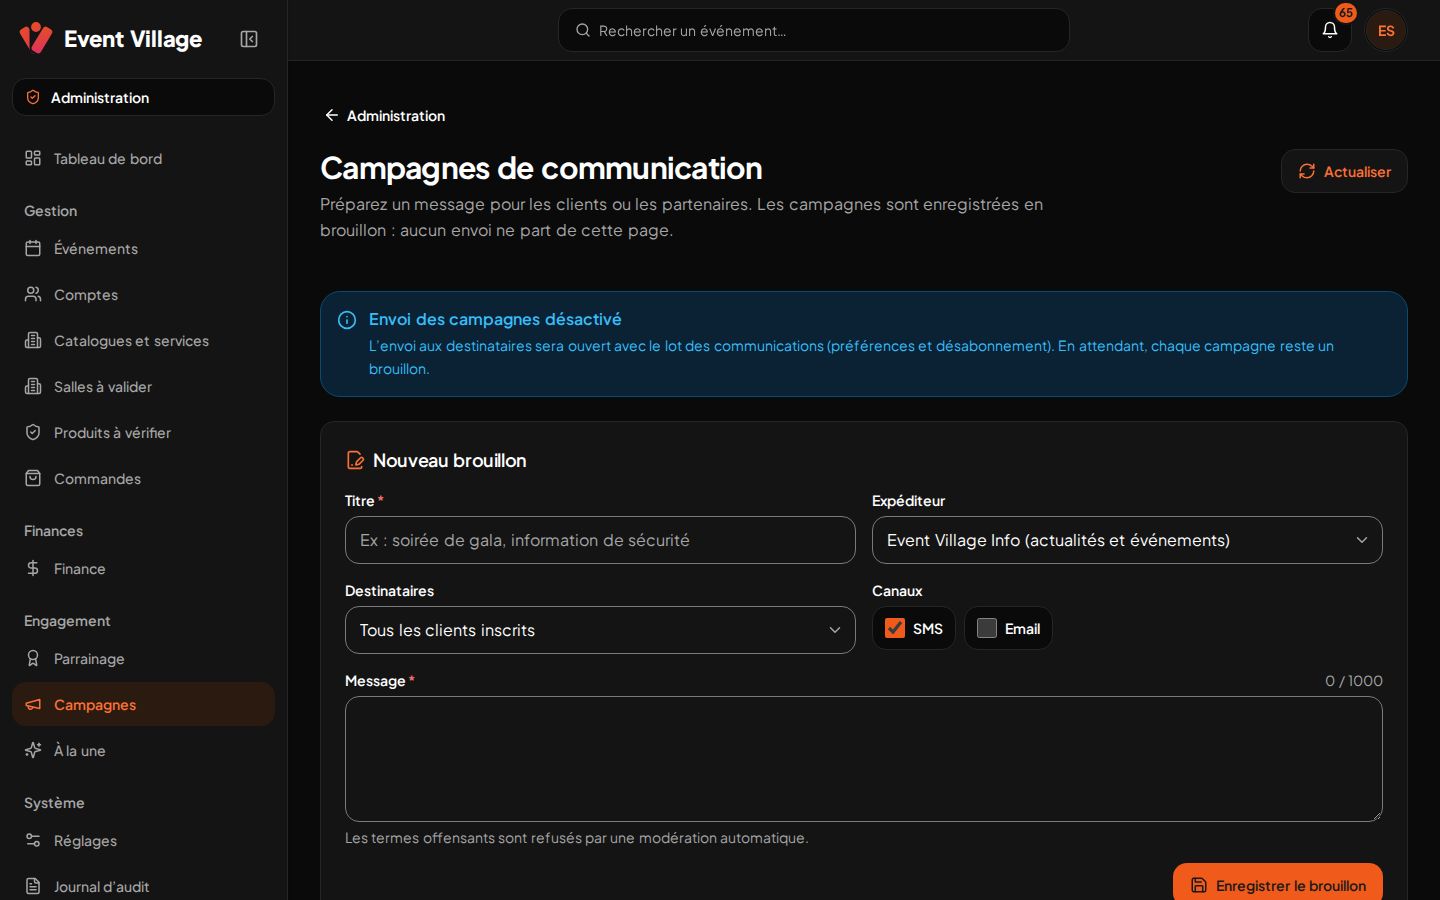 Event Village
Administration
Tableau de bord
Gestion
Événements
Comptes
Catalogues et services
Salles à valider
Produits à vérifier
Commandes
Finances
Finance
Engagement
Parrainage
Campagnes
À la une
Système
Réglages
Journal d'audit
Rechercher un événement...
65
ES
Administration
Campagnes de communication
Actualiser
Préparez un message pour les clients ou les partenaires. Les campagnes sont enregistrées en
brouillon : aucun envoi ne part de cette page.
Envoi des campagnes désactivé
L'envoi aux destinataires sera ouvert avec le lot des communications (préférences et désabonnement). En attendant, chaque campagne reste un
brouillon.
Nouveau brouillon
Titre *
Expéditeur
Ex : soirée de gala, information de sécurité
Event Village Info (actualités et événements)
Destinataires
Canaux
Tous les clients inscrits
SMS
Email
Message *
0 / 1000
Les termes offensants sont refusés par une modération automatique.
Enregistrer le brouillon